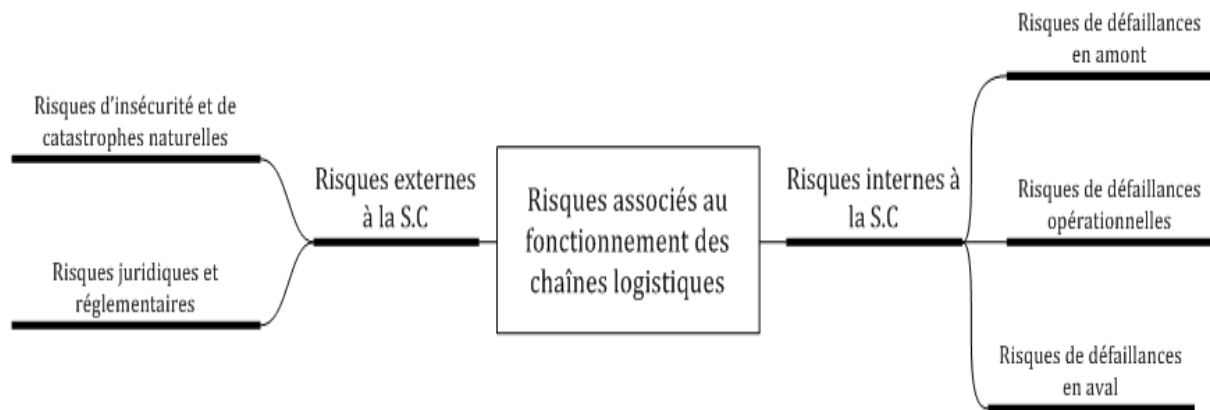 Risques d’insécurité et de
catastrophes naturelles
Risques juridiques et
réglementaires
Risques externes
à la S.C
Risques associés au
fonctionnement des
chaînes logistiques
Risques internes à
la S.C
Risques de défaillances
en amont
Risques de défaillances
opérationnelles
Risques de défaillances
en aval